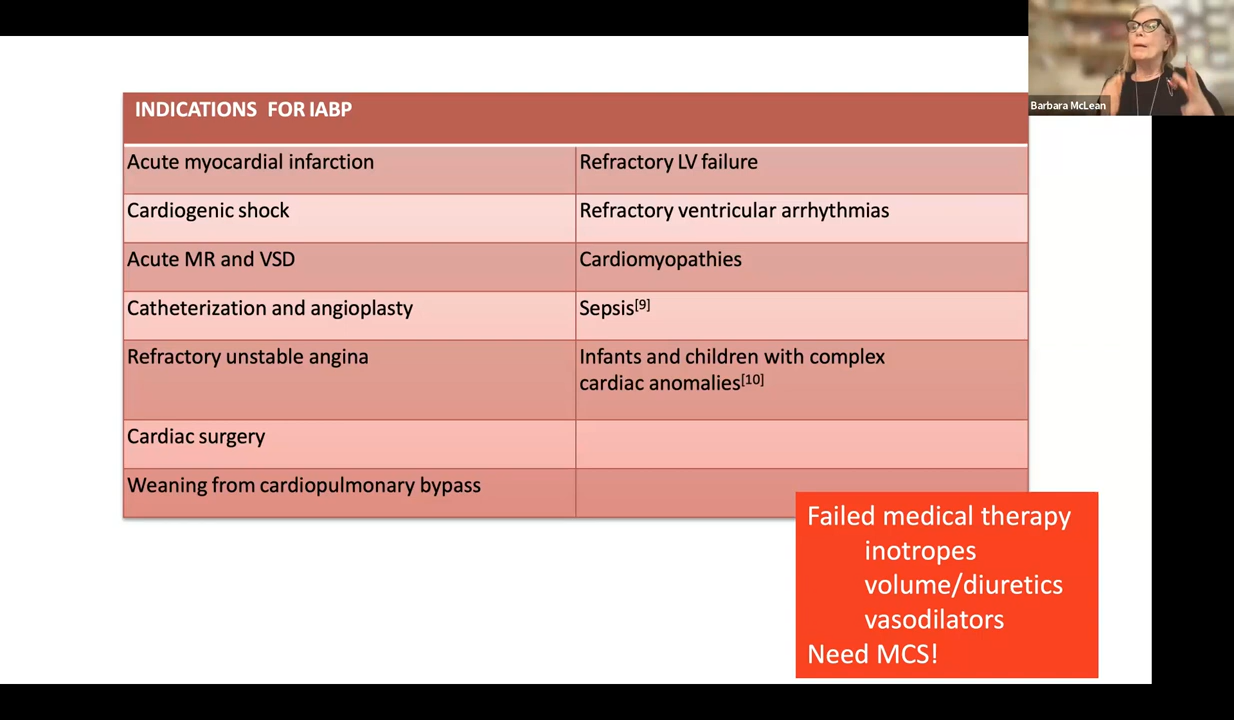 INDICATIONS FOR IABP
Acute myocardial infarction
Refractory LV failure
Cardiogenic shock
Refractory ventricular arrhythmias
Acute MR and VSD
Cardiomyopathies
Catheterization and angioplasty
Sepsis[9]
Refractory unstable angina
Infants and children with complex
cardiac anomalies[10]
Cardiac surgery
Weaning from cardiopulmonary bypass
Failed medical therapy
inotropes
volume/diuretics
vasodilators
Need MCS!
Barbara McLean